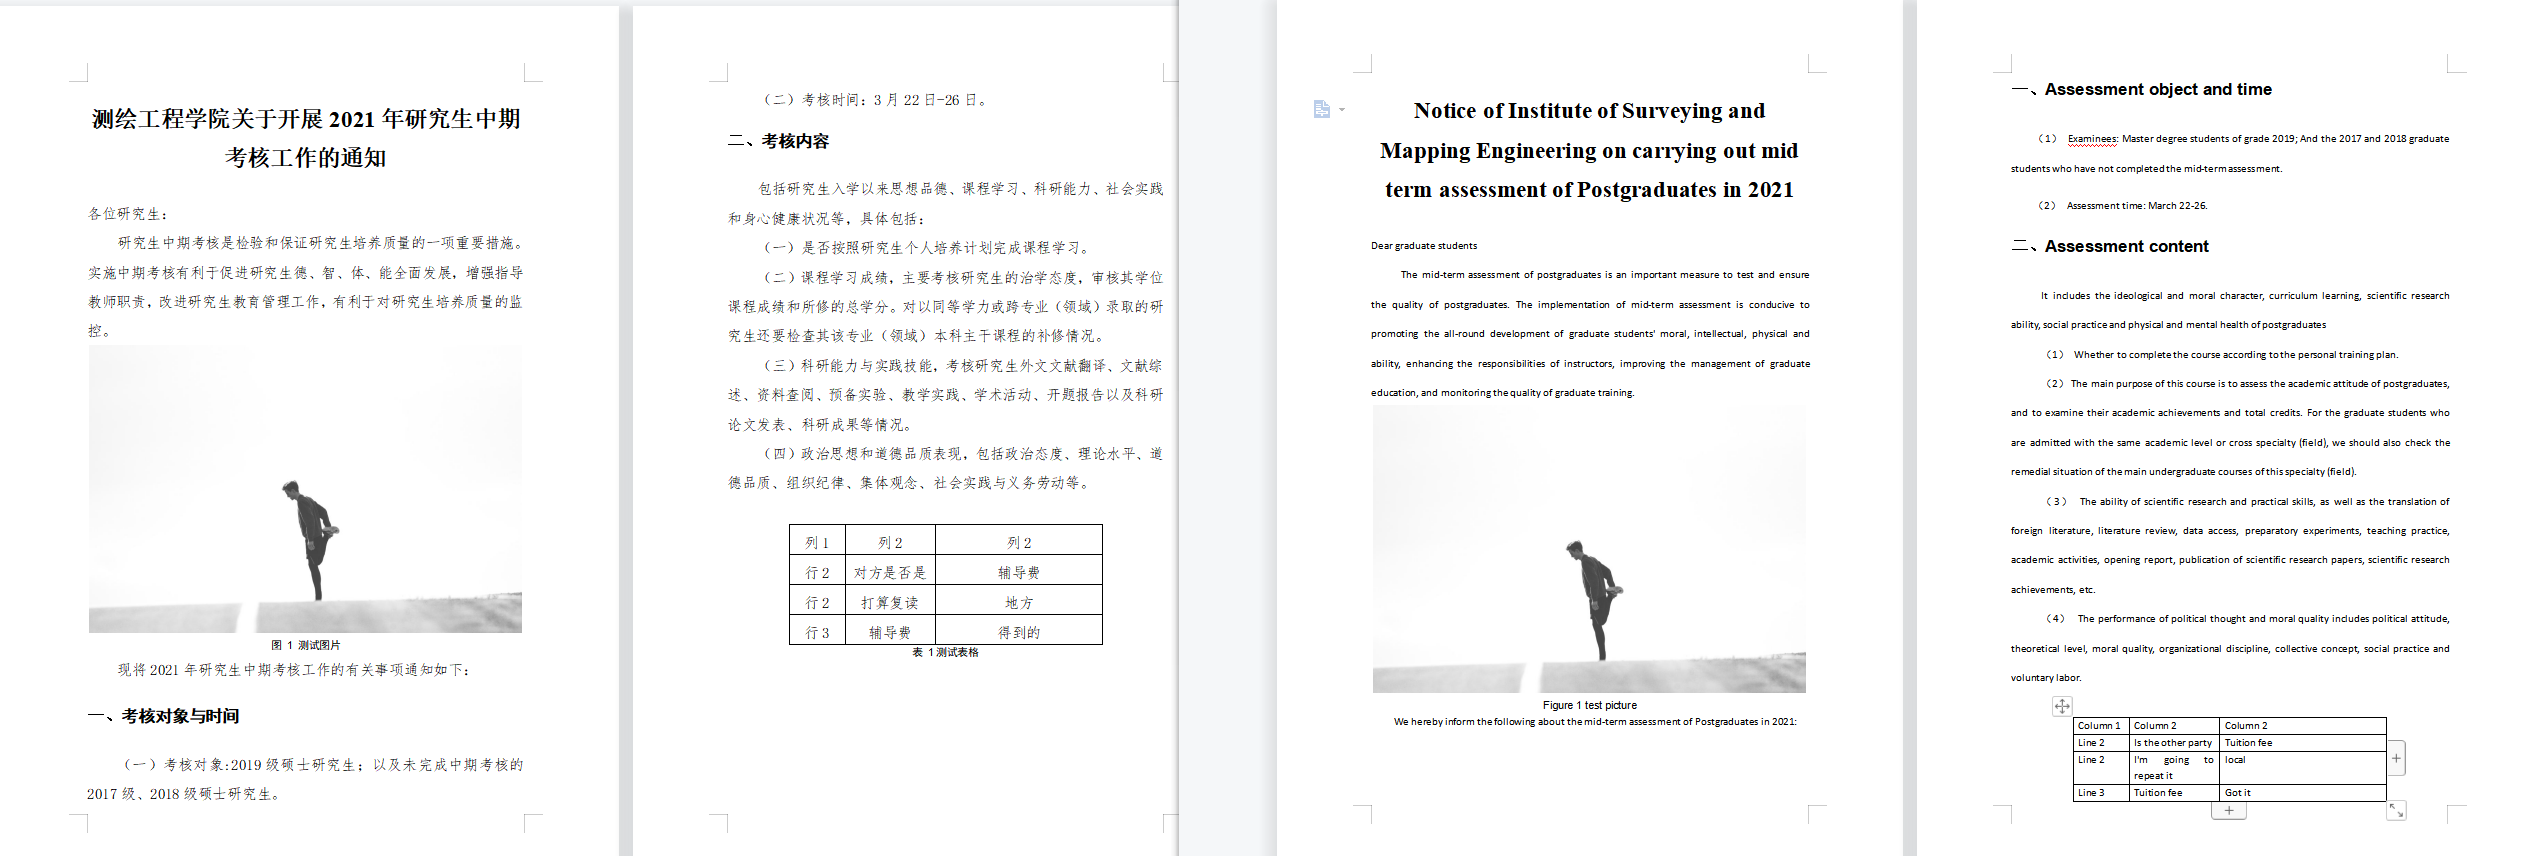 测绘工程学院关于开展 2021 年研究生中期
考核工作的通知
各位研究生：
研究生中期考核是检验和保证研究生培养质量的一项重要措施。
实施中期考核有利于促进研究生德、智、体、能全面发展，增强指导
教师职责，改进研究生教育管理工作，有利于对研究生培养质量的监
控。
图 1 测试图片
现将 2021 年研究生中期考核工作的有关事项通知如下：
一、考核对象与时间
（一）考核对象:2019 级硕士研究生；以及未完成中期考核的
2017 级、2018 级硕士研究生。
（二）考核时间：3 月 22 日-26 日。
二、考核内容
包括研究生入学以来思想品德、课程学习、科研能力、社会实践
和身心健康状况等，具体包括：
（一）是否按照研究生个人培养计划完成课程学习。
（二）课程学习成绩，主要考核研究生的治学态度，审核其学位
课程成绩和所修的总学分。对以同等学力或跨专业（领域）录取的研
究生还要检查其该专业（领域）本科主干课程的补修情况。
（三）科研能力与实践技能，考核研究生外文文献翻译、文献综
述、资料查阅、预备实验、教学实践、学术活动、开题报告以及科研
论文发表、科研成果等情况。
（四）政治思想和道德品质表现，包括政治态度、理论水平、道
德品质、组织纪律、集体观念、社会实践与义务劳动等。
列 1 列 2 列 2
行 2 对方是否是 辅导费
行 2 打算复读 地方
行 3 辅导费 得到的
表 1 测试表格
Notice of Institute of Surveying and
Mapping Engineering on carrying out mid
term assessment of Postgraduates in 2021
Dear graduate students
The mid-term assessment of postgraduates is an important measure to test and ensure
the quality of postgraduates. The implementation of mid-term assessment is conducive to
promoting the all-round development of graduate students' moral, intellectual, physical and
ability, enhancing the responsibilities of instructors, improving the management of graduate
education, and monitoring the quality of graduate training.
Figure 1 test picture
We hereby inform the following about the mid-term assessment of Postgraduates in 2021:
一、Assessment object and time
（1） Examinees: Master degree students of grade 2019; And the 2017 and 2018 graduate
students who have not completed the mid-term assessment.
（2） Assessment time: March 22-26.
二、Assessment content
It includes the ideological and moral character, curriculum learning, scientific research
ability, social practice and physical and mental health of postgraduates
（1） Whether to complete the course according to the personal training plan.
（2）The main purpose of this course is to assess the academic attitude of postgraduates,
and to examine their academic achievements and total credits. For the graduate students who
are admitted with the same academic level or cross specialty (field), we should also check the
remedial situation of the main undergraduate courses of this specialty (field).
（3） The ability of scientific research and practical skills, as well as the translation of
foreign literature, literature review, data access, preparatory experiments, teaching practice,
academic activities, opening report, publication of scientific research papers, scientific research
achievements, etc.
（4） The performance of political thought and moral quality includes political attitude,
theoretical level, moral quality, organizational discipline, collective concept, social practice and
voluntary labor.
Column 1 Column 2 Column 2
Line 2 Is the other party Tuition fee
Line 2 I'm going to local
repeat it
Line 3 Tuition fee Got it